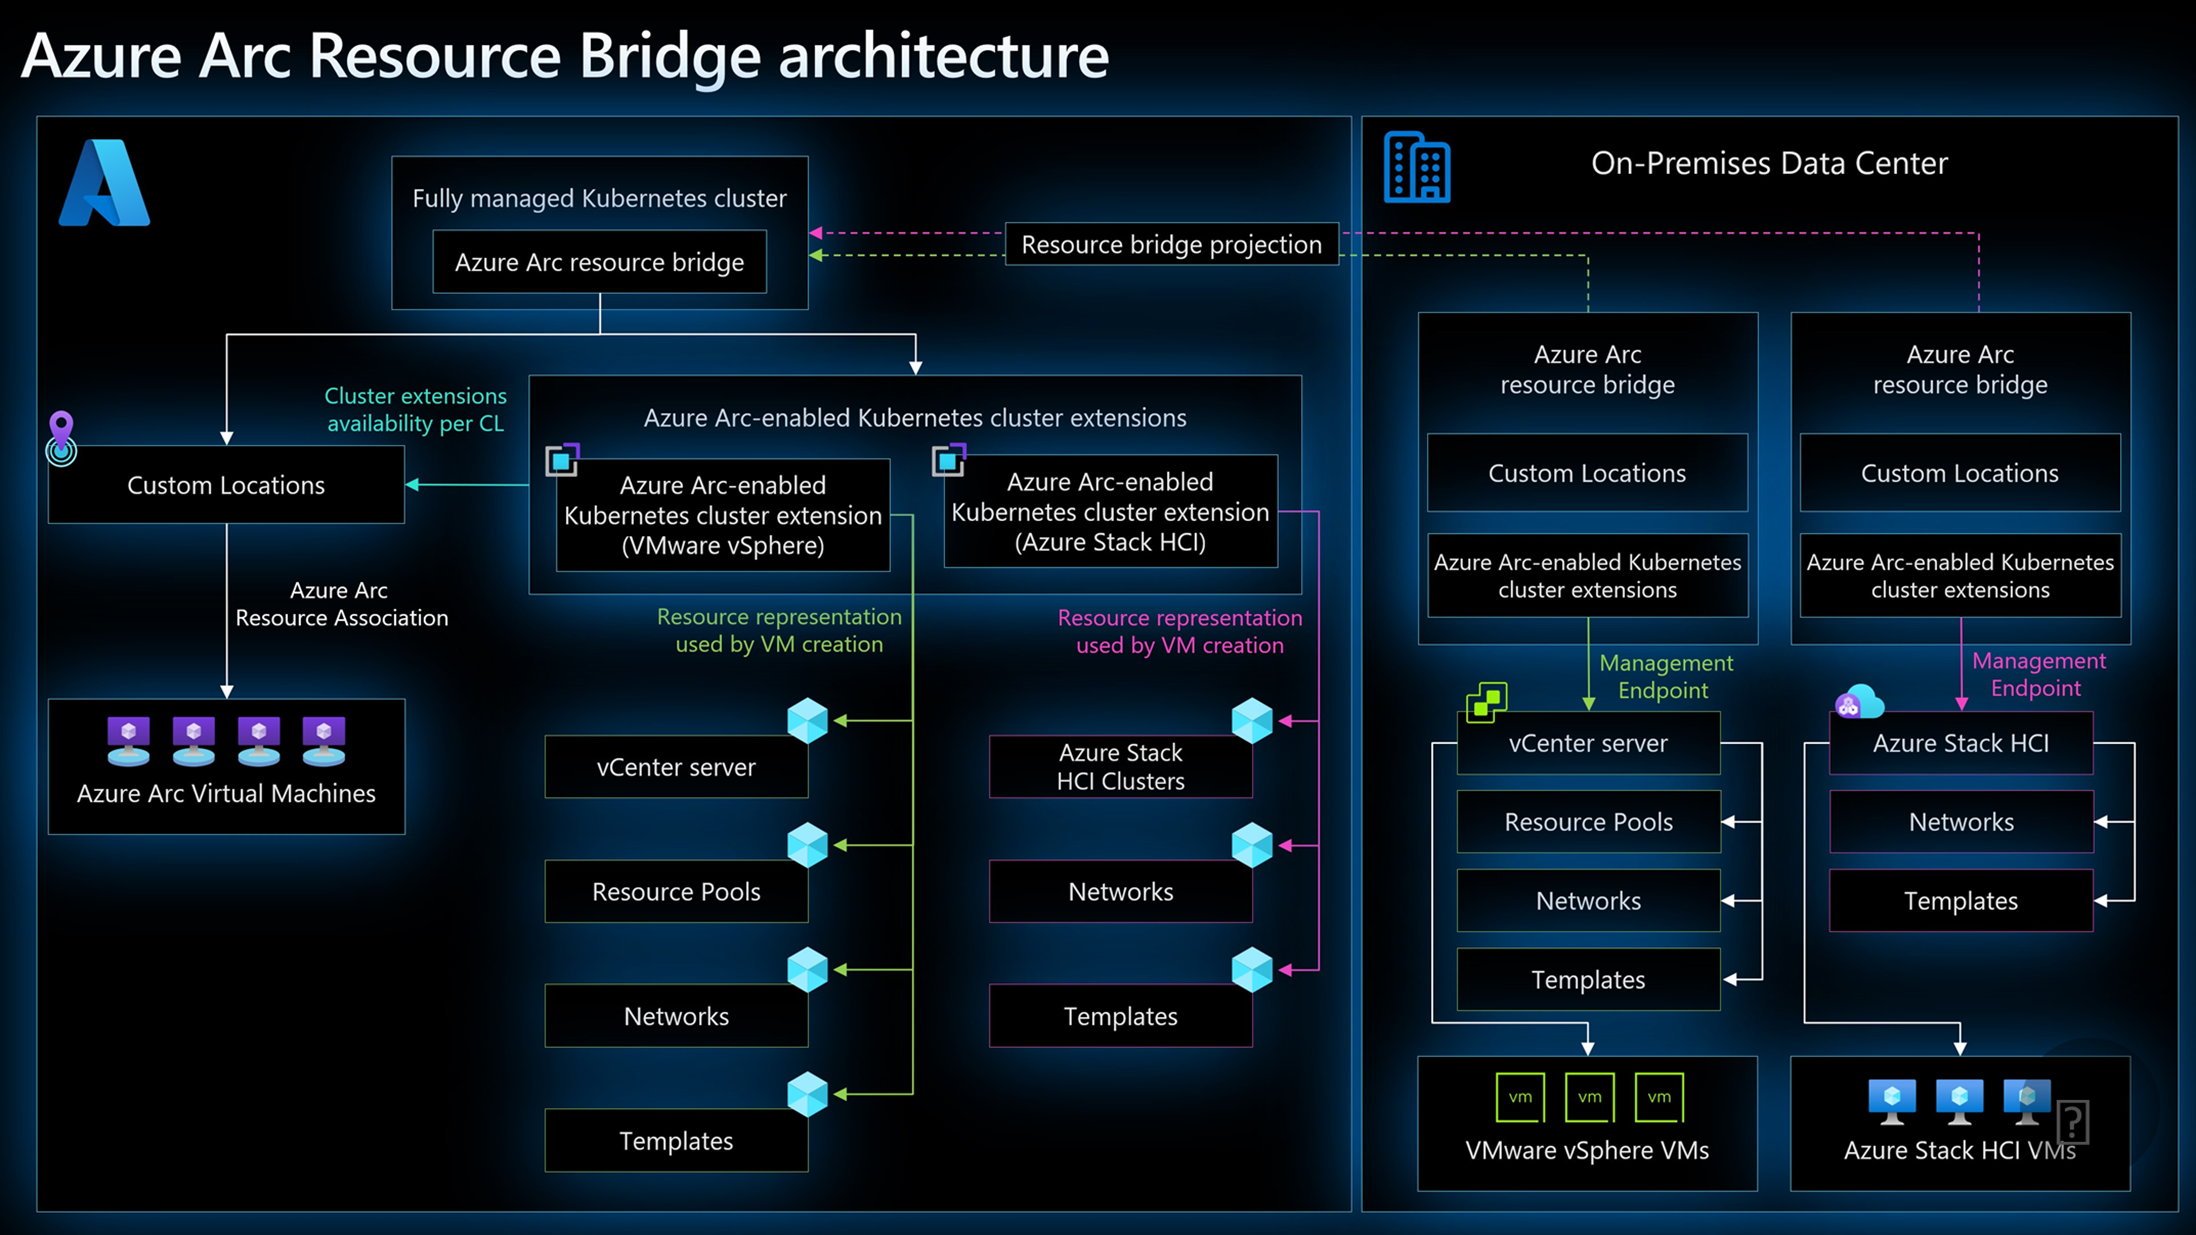 Azure Arc Resource Bridge architecture
Fully managed Kubernetes cluster
Azure Arc resource bridge
Resource bridge projection
Cluster extensions
availability per CL
Custom Locations
Azure Arc
Resource Association
Azure Arc Virtual Machines
Azure Arc-enabled Kubernetes cluster extensions
Azure Arc-enabled
Kubernetes cluster extension
(VMware vSphere)
Azure Arc-enabled
Kubernetes cluster extension
(Azure Stack HCI)
Resource representation
used by VM creation
vCenter server
Resource Pools
Networks
Templates
Resource representation
used by VM creation
Azure Stack
HCI Clusters
Networks
Templates
On-Premises Data Center
Azure Arc
resource bridge
Custom Locations
Azure Arc-enabled Kubernetes
cluster extensions
Management
Endpoint
vCenter server
Resource Pools
Networks
Templates
vm vm vm
VMware vSphere VMs
Azure Arc
resource bridge
Custom Locations
Azure Arc-enabled Kubernetes
cluster extensions
Management
Endpoint
Azure Stack HCI
Networks
Templates
Azure Stack HCI VMs